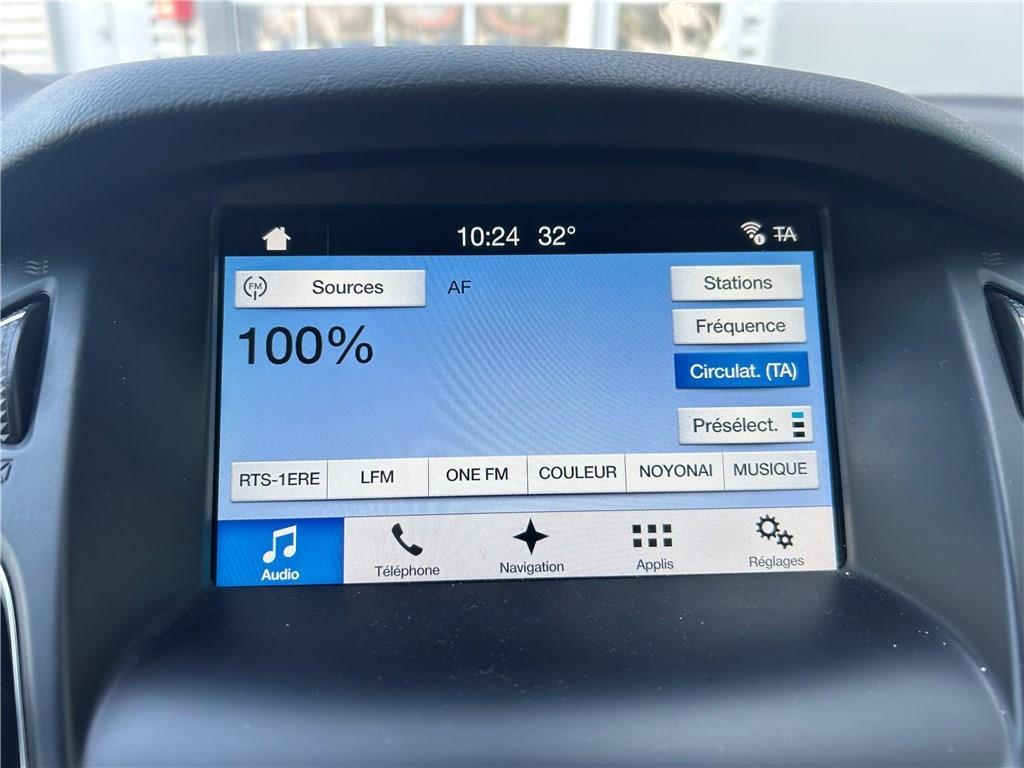 10:24 32° TA
FM Sources AF Stations
100% Fréquence
Circulat. (TA)
Présélect.
RTS-1ERE LFM ONE FM COULEUR NOYONAI MUSIQUE
Audio Téléphone Navigation Applis Réglages